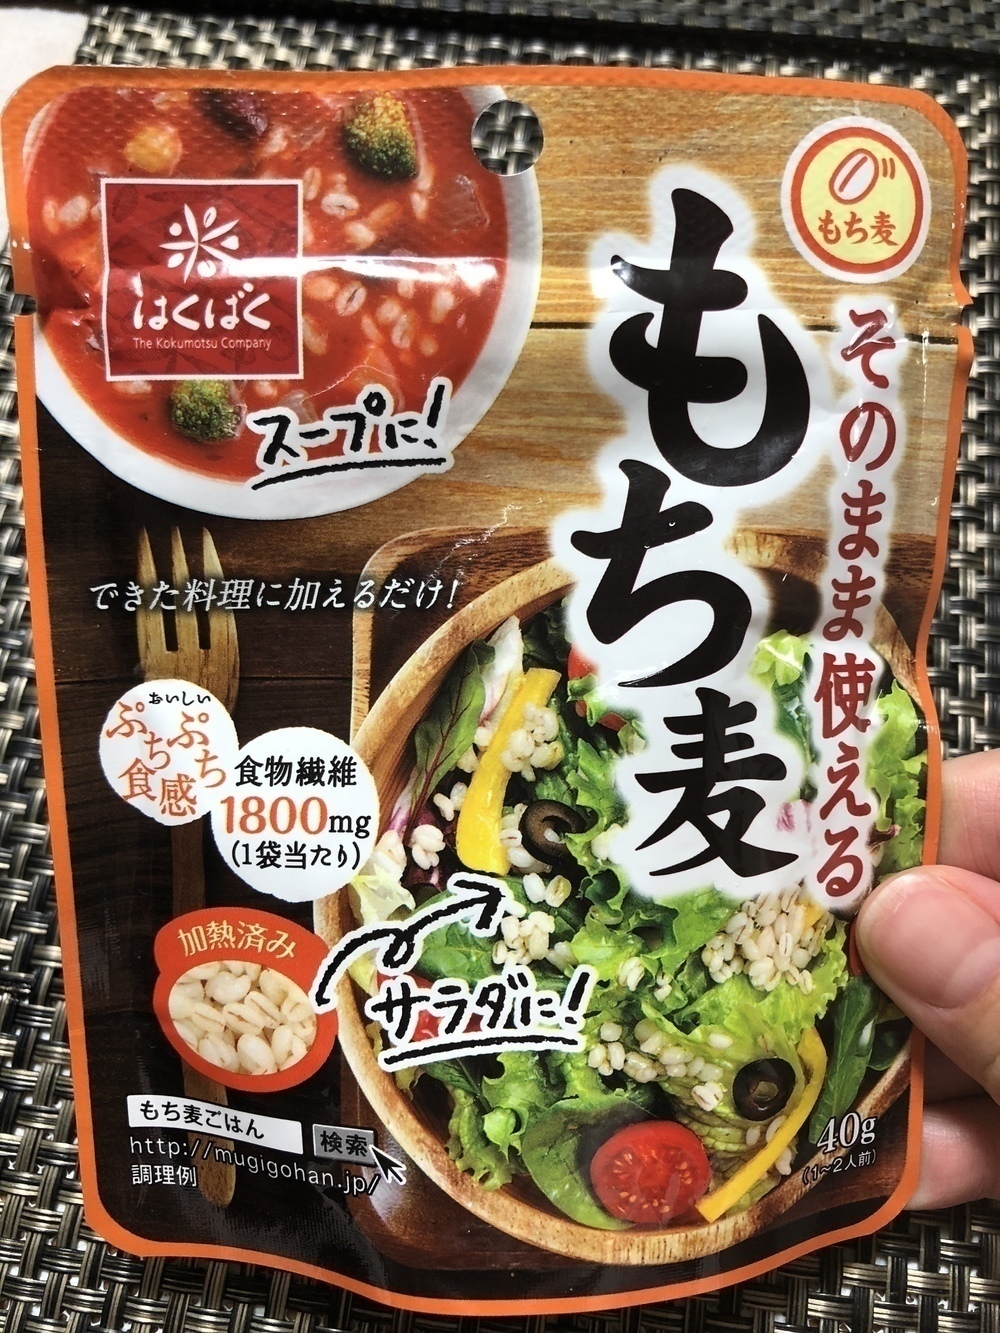 はくばく
The Kokumotsu Company
もち麦
そのまま使える
もち麦
スープに!
できた料理に加えるだけ!
おいしい
ぷちぷち
食感
食物繊維
1800mg
(1袋当たり)
加熱済み
サラダに!
もち麦ごはん
検索
http://mugigohan.jp/
調理例
40g
(1~2人前)